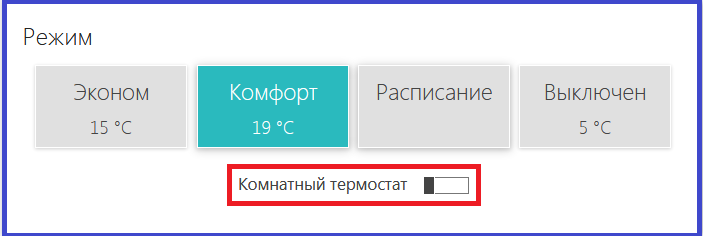 Режим
Эконом
15 °C
Комфорт
19 °C
Расписание
Выключен
5 °C
Комнатный термостат